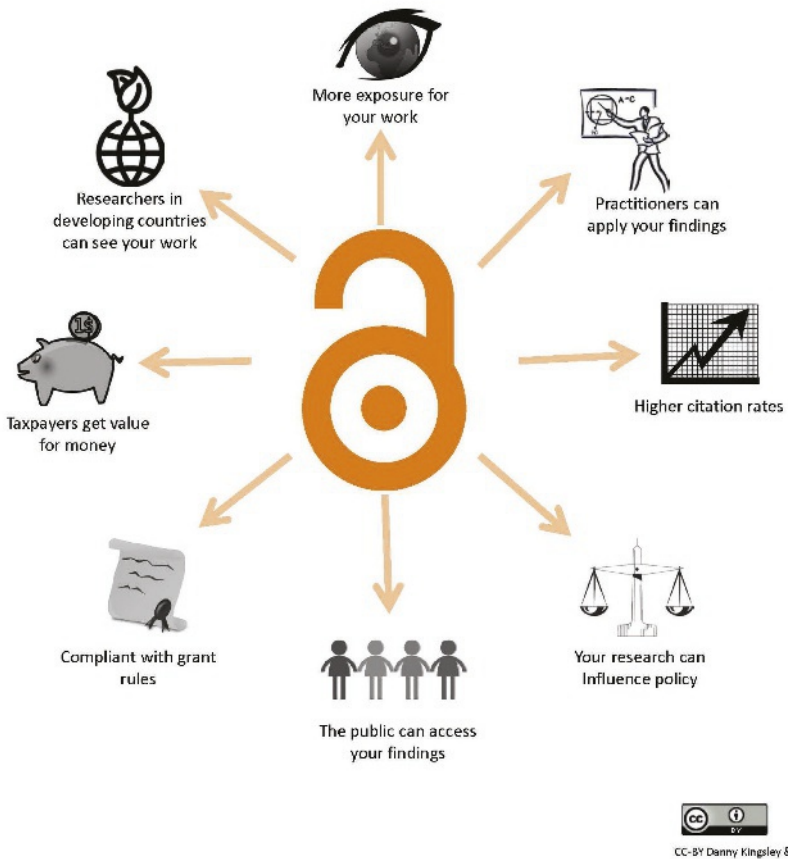 More exposure for
your work
Practitioners can
apply your findings
Higher citation rates
Your research can
Influence policy
The public can access
your findings
Compliant with grant
rules
Taxpayers get value
for money
Researchers in
developing countries
can see your work
A-C
1$
cc
BY
CC-BY Danny Kingsley &